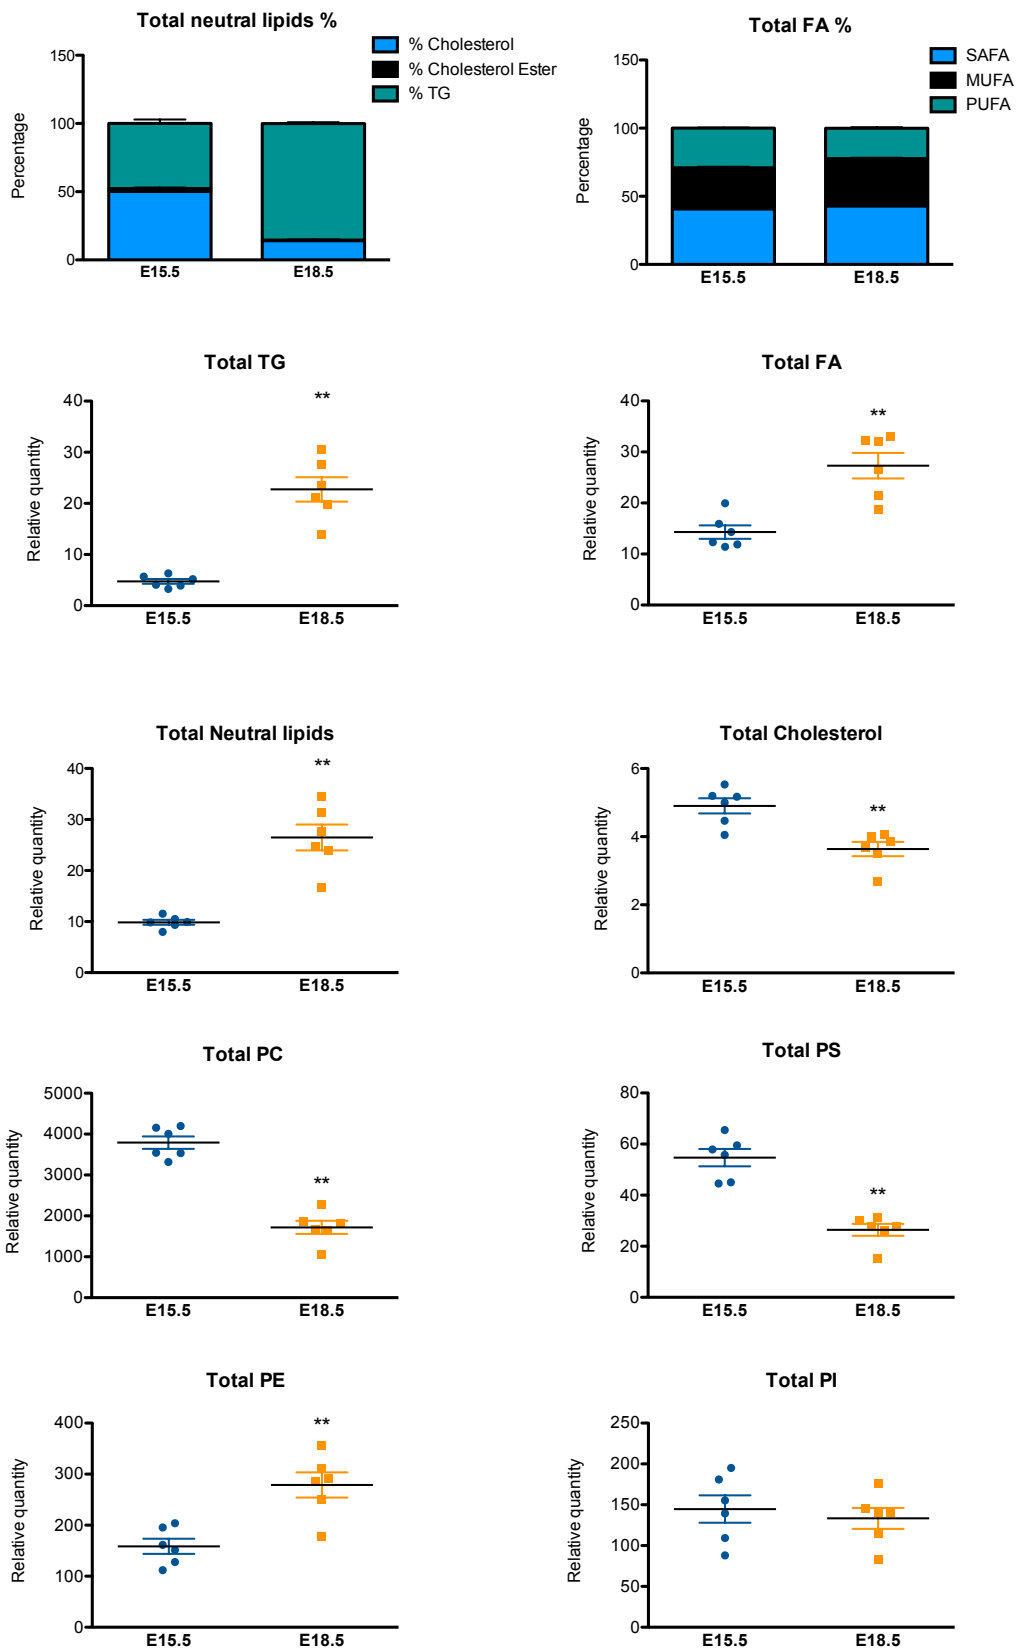 Total neutral lipids %
% Cholesterol
% Cholesterol Ester
% TG
Percentage
150
100
50
0
E15.5 E18.5
Total FA %
SAFA
MUFA
PUFA
Percentage
150
100
50
0
E15.5 E18.5
Total TG
**
Relative quantity
40
30
20
10
0
E15.5 E18.5
Total FA
**
Relative quantity
40
30
20
10
0
E15.5 E18.5
Total Neutral lipids
**
Relative quantity
40
30
20
10
0
E15.5 E18.5
Total Cholesterol
**
Relative quantity
6
4
2
0
E15.5 E18.5
Total PC
**
Relative quantity
5000
4000
3000
2000
1000
0
E15.5 E18.5
Total PS
**
Relative quantity
80
60
40
20
0
E15.5 E18.5
Total PE
**
Relative quantity
400
300
200
100
0
E15.5 E18.5
Total PI
Relative quantity
250
200
150
100
50
0
E15.5 E18.5